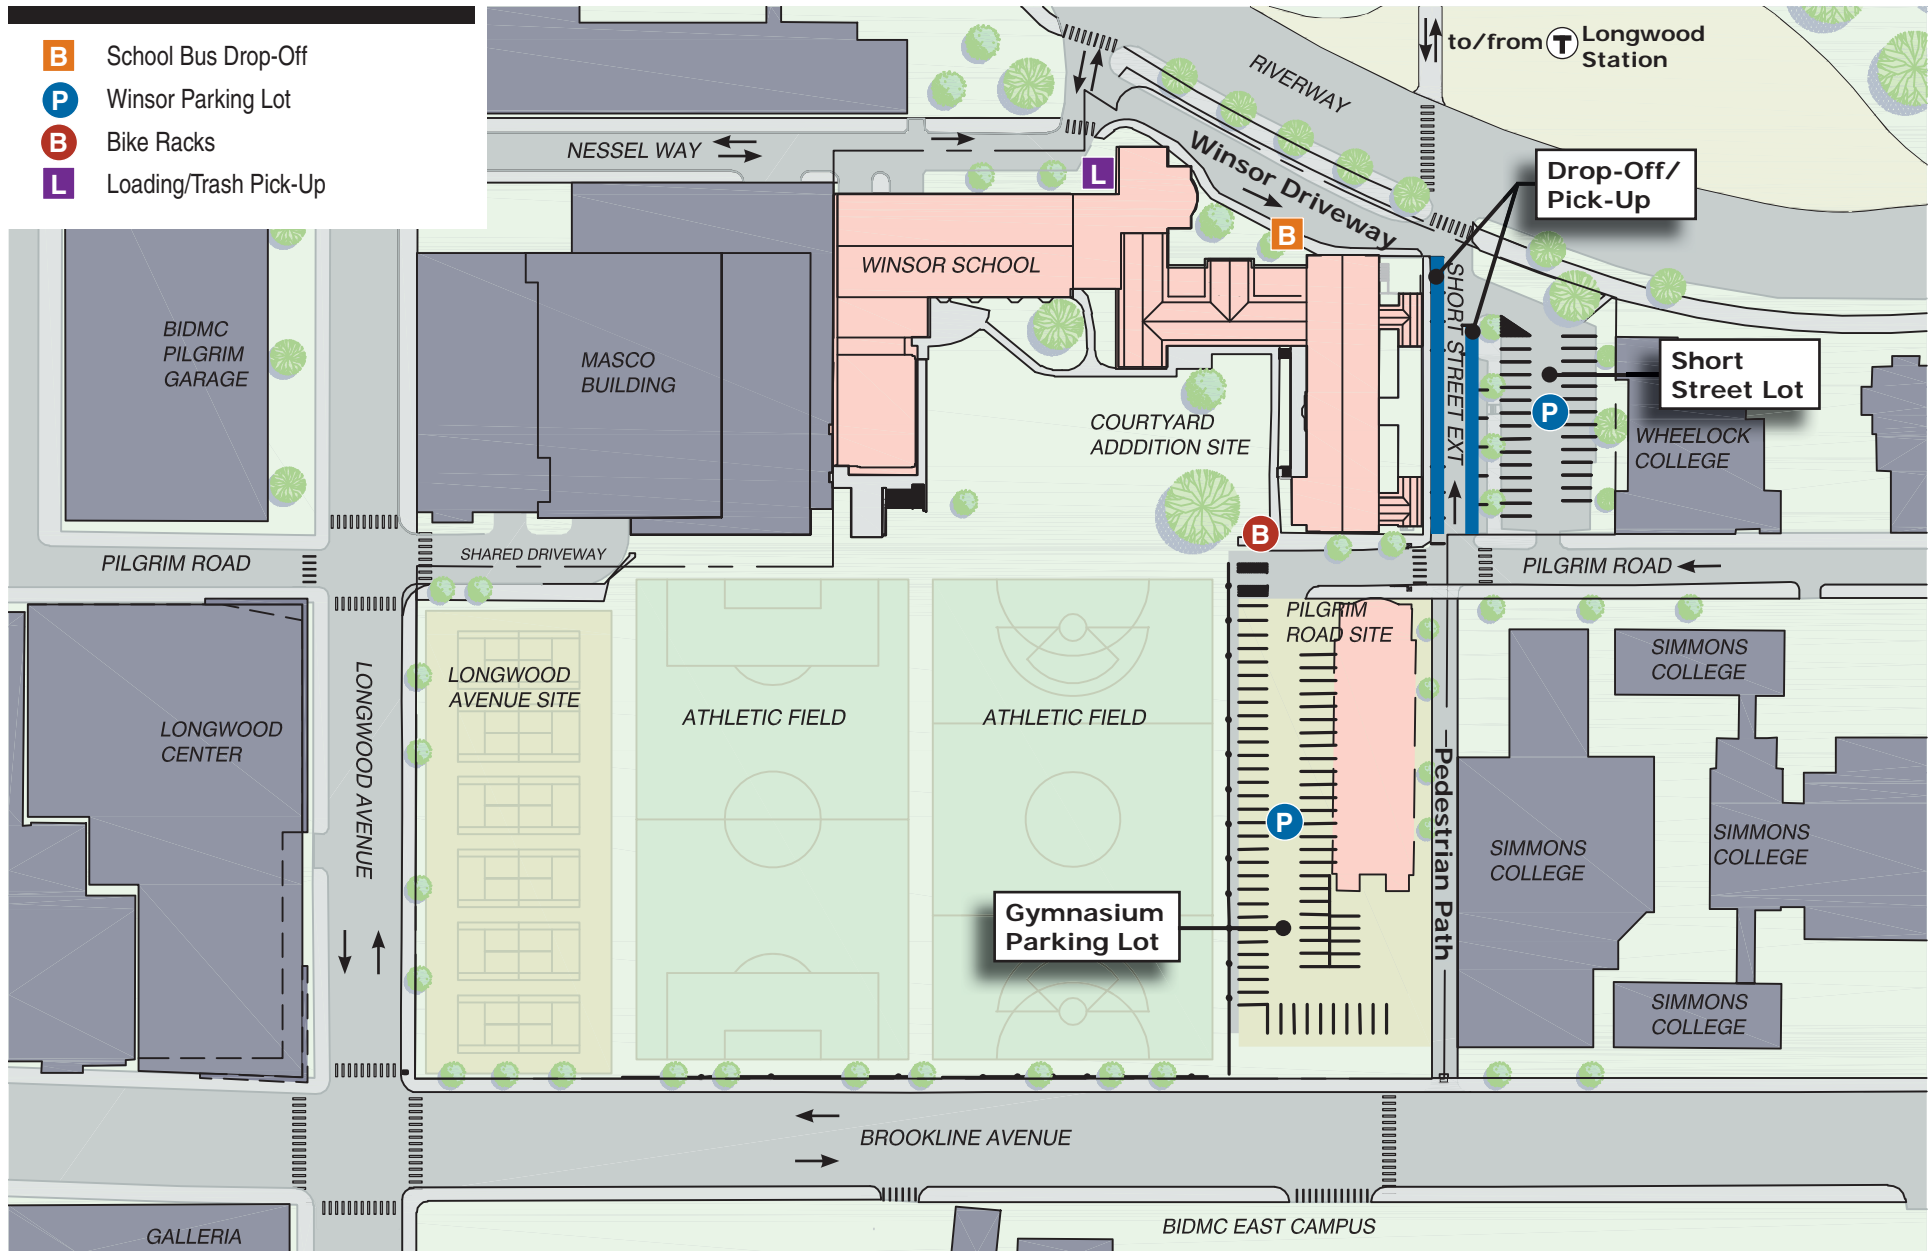 B School Bus Drop-Off
P Winsor Parking Lot
B Bike Racks
L Loading/Trash Pick-Up
to/from T Longwood
Station
RIVERWAY
NESSEL WAY
L
Winsor Driveway
B
Drop-Off/
Pick-Up
WINSOR SCHOOL
SHORT STREET EXT
BIDMC
PILGRIM
GARAGE
MASCO
BUILDING
Short
Street Lot
P
COURTYARD
ADDDITION SITE
WHEELOCK
COLLEGE
B
PILGRIM ROAD
SHARED DRIVEWAY
PILGRIM ROAD
PILGRIM
ROAD SITE
LONGWOOD
AVENUE SITE
SIMMONS
COLLEGE
LONGWOOD
CENTER
LONGWOOD AVENUE
ATHLETIC FIELD
ATHLETIC FIELD
Pedestrian Path
P
SIMMONS
COLLEGE
SIMMONS
COLLEGE
Gymnasium
Parking Lot
SIMMONS
COLLEGE
BROOKLINE AVENUE
GALLERIA
BIDMC EAST CAMPUS